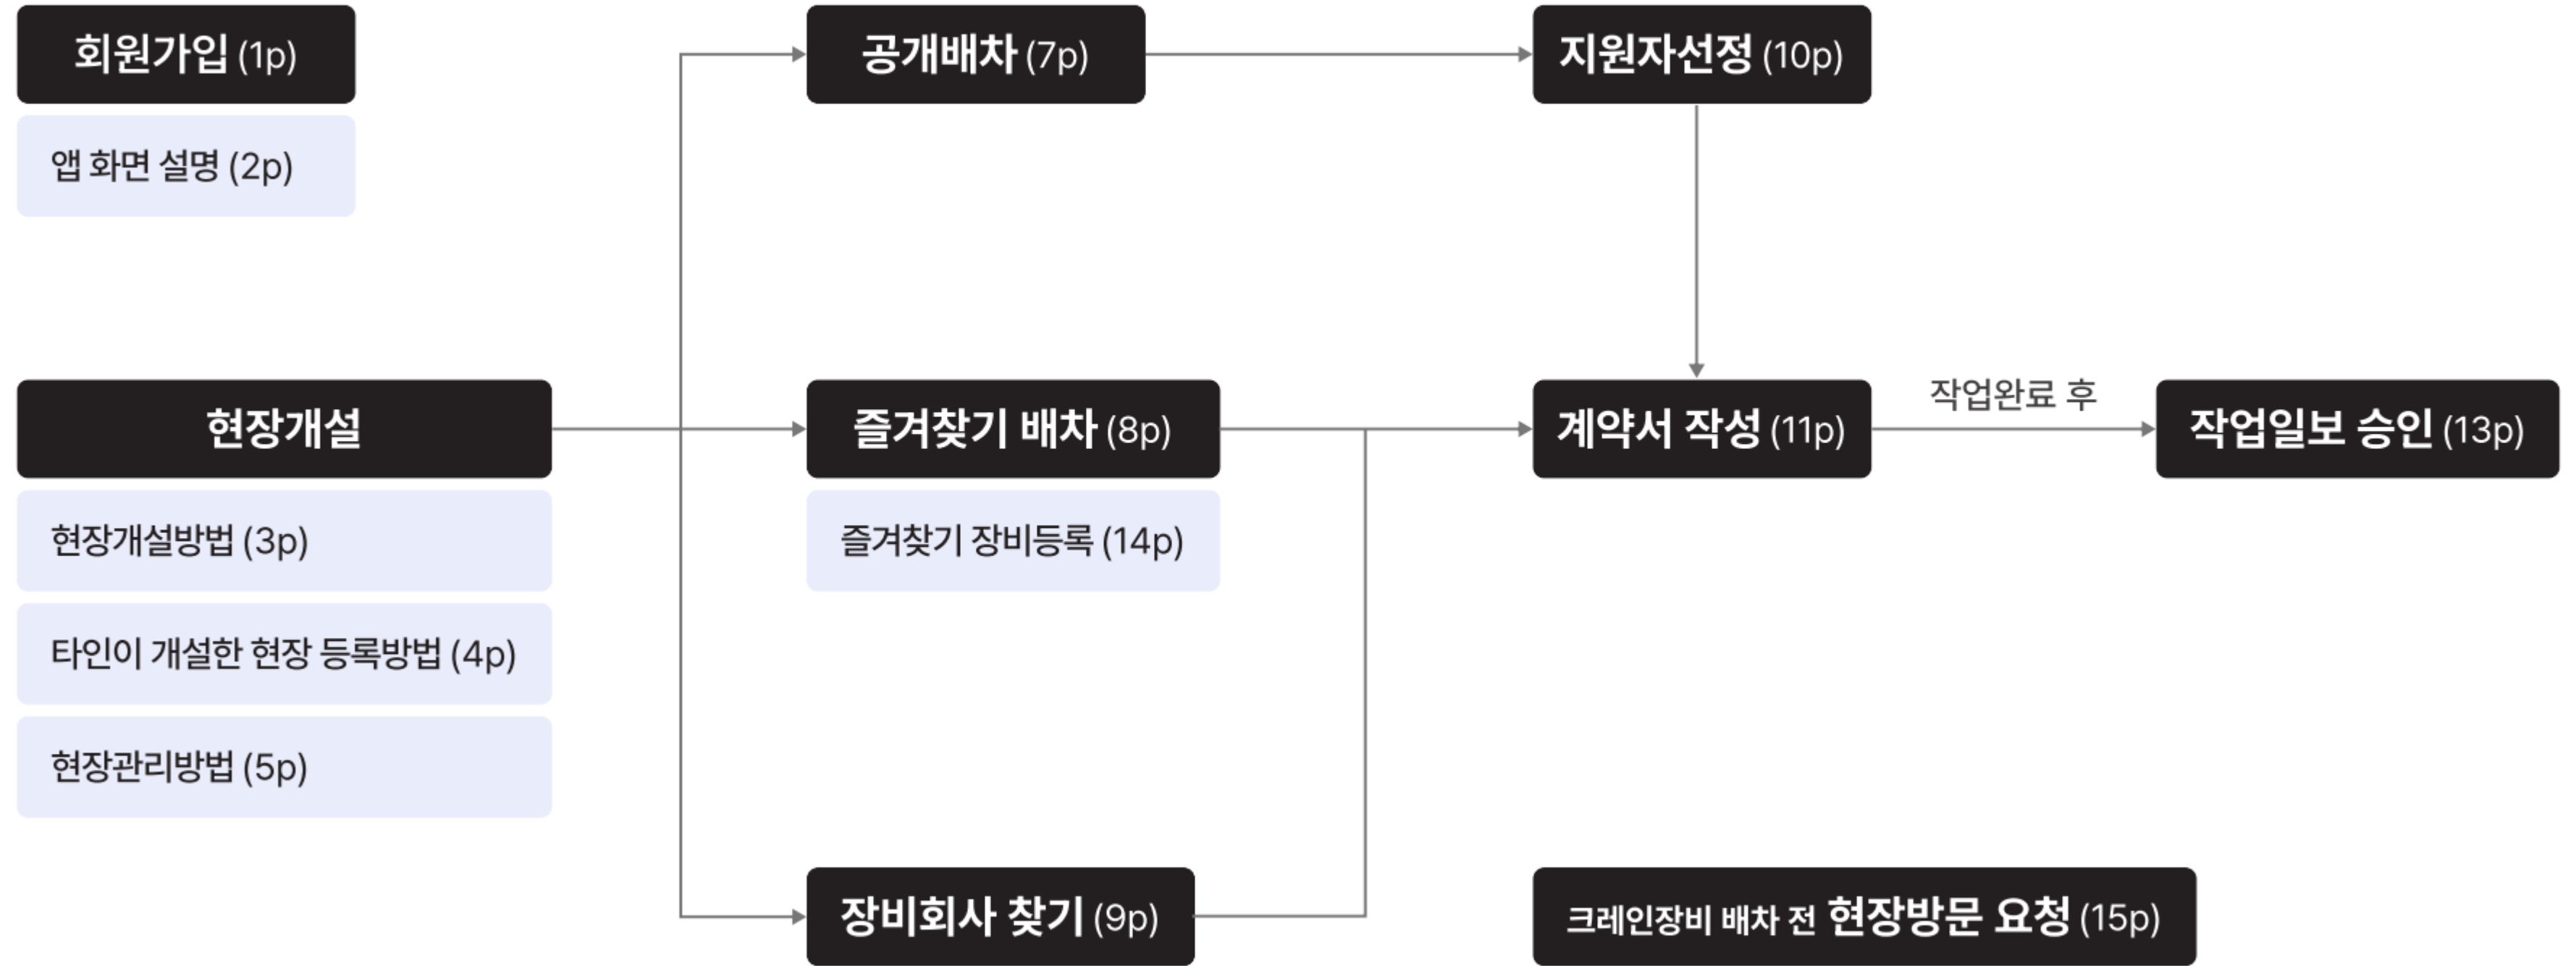 회원가입 (1p)
앱 화면 설명 (2p)
공개배차 (7p)
지원자선정 (10p)
현장개설
현장개설방법 (3p)
타인이 개설한 현장 등록방법 (4p)
현장관리방법 (5p)
즐겨찾기 배차 (8p)
즐겨찾기 장비등록 (14p)
계약서 작성 (11p)
작업완료 후
작업일보 승인 (13p)
장비회사 찾기 (9p)
크레인장비 배차 전 현장방문 요청 (15p)